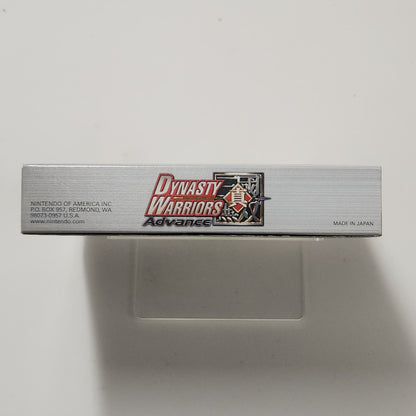 DYNASTY
WARRIORS
Advance
真
NINTENDO OF AMERICA INC.
P.O. BOX 957, REDMOND, WA
98073-0957 U.S.A.
www.nintendo.com
MADE IN JAPAN